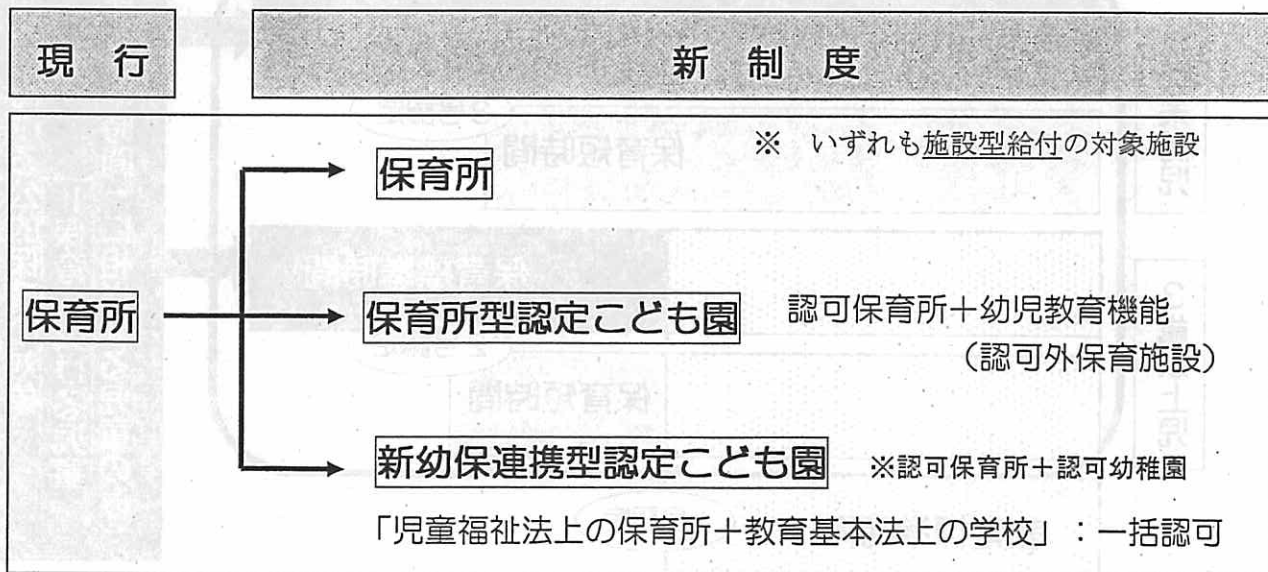 現 行
新 制 度
※ いずれも施設型給付の対象施設
保育所
保育所
保育所型認定こども園
認可保育所＋幼児教育機能
(認可外保育施設)
新幼保連携型認定こども園
※認可保育所＋認可幼稚園
「児童福祉法上の保育所＋教育基本法上の学校」：一括認可